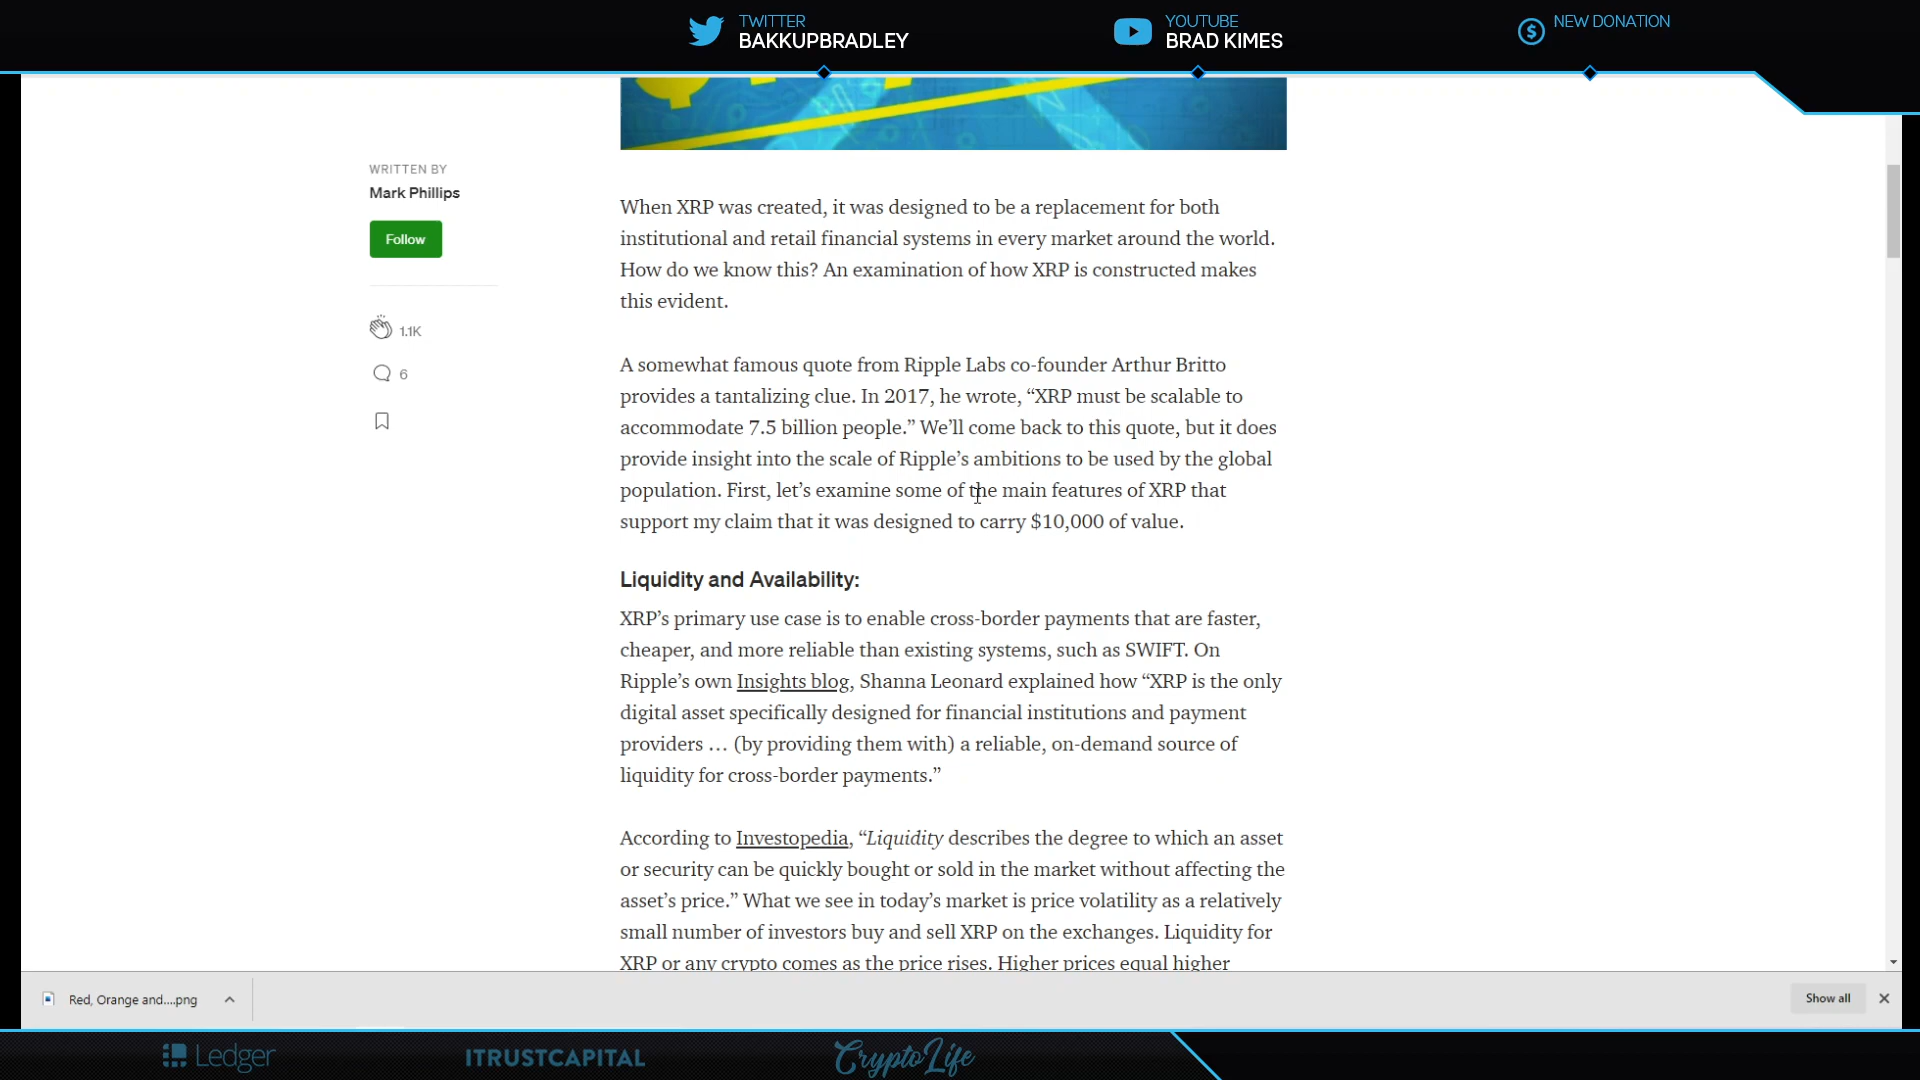 TWITTER
BAKKUPBRADLEY
YOUTUBE
BRAD KIMES
NEW DONATION
WRITTEN BY
Mark Phillips
Follow
1.1K
6
When XRP was created, it was designed to be a replacement for both
institutional and retail financial systems in every market around the world.
How do we know this? An examination of how XRP is constructed makes
this evident.
A somewhat famous quote from Ripple Labs co-founder Arthur Britto
provides a tantalizing clue. In 2017, he wrote, “XRP must be scalable to
accommodate 7.5 billion people.” We’ll come back to this quote, but it does
provide insight into the scale of Ripple’s ambitions to be used by the global
population. First, let’s examine some of the main features of XRP that
support my claim that it was designed to carry $10,000 of value.
Liquidity and Availability:
XRP’s primary use case is to enable cross-border payments that are faster,
cheaper, and more reliable than existing systems, such as SWIFT. On
Ripple’s own Insights blog, Shanna Leonard explained how “XRP is the only
digital asset specifically designed for financial institutions and payment
providers … (by providing them with) a reliable, on-demand source of
liquidity for cross-border payments.”
According to Investopedia, “Liquidity describes the degree to which an asset
or security can be quickly bought or sold in the market without affecting the
asset’s price.” What we see in today’s market is price volatility as a relatively
small number of investors buy and sell XRP on the exchanges. Liquidity for
XRP or any crypto comes as the price rises. Higher prices equal higher
Red, Orange and....png
Show all
Ledger
ITRUSTCAPITAL
CryptoLife